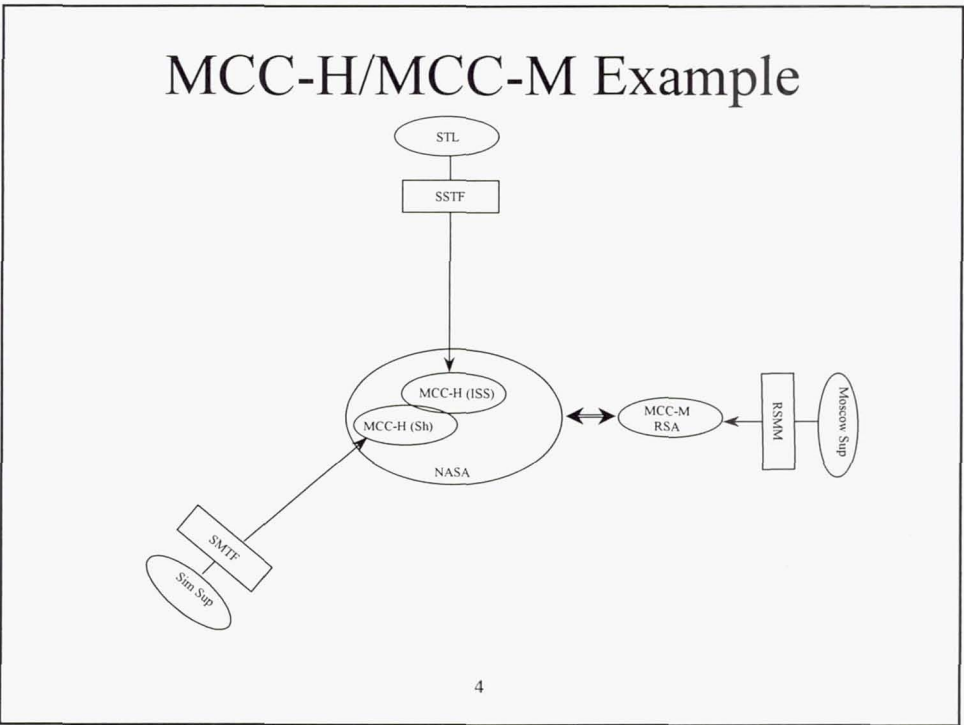 MCC-H/MCC-M Example
STL
SSTF
MCC-H (ISS)
MCC-H (Sh)
NASA
MCC-M
RSA
RSMM
Moscow Sup
SMTF
Sim Sup
4